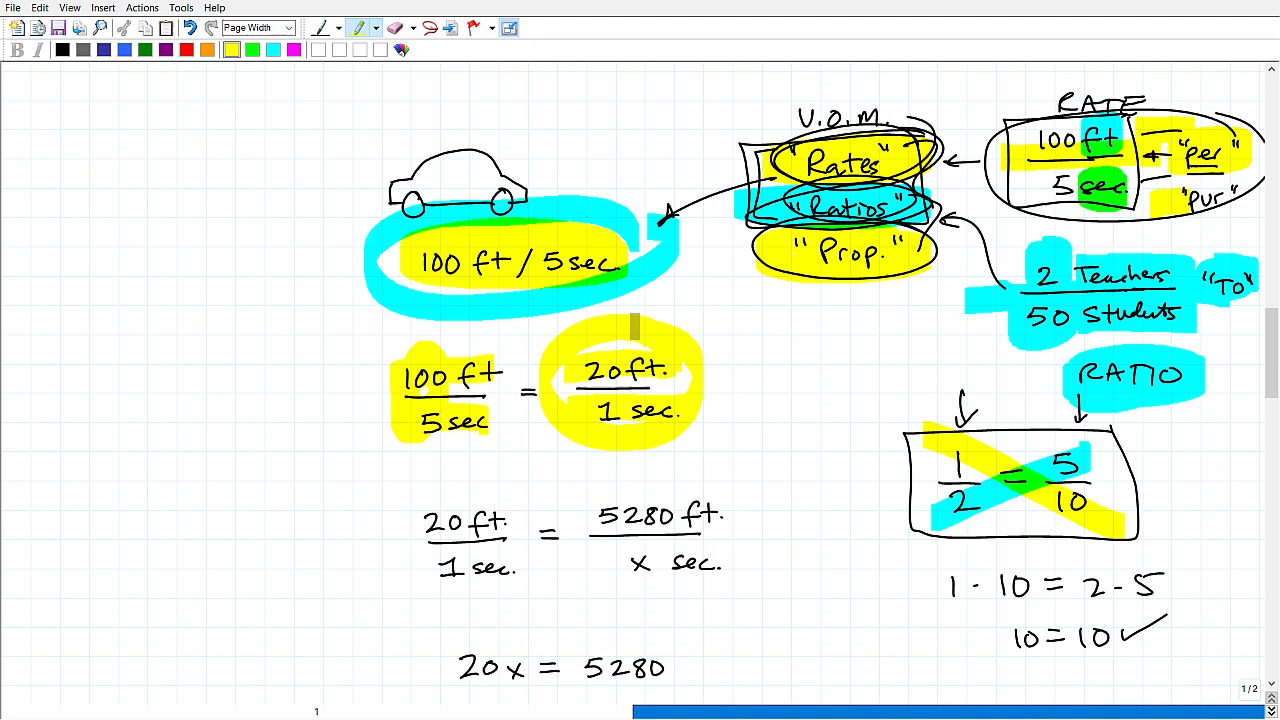 File Edit View Insert Actions Tools Help
Page Width
B I
V.O.M.
"Rates"
"Ratios"
"Prop."
RATE
100 ft
5 sec.
"per"
"pur"
100 ft / 5 sec.
2 Teachers
50 Students
"TO"
RATIO
100 ft
5 sec
=
20 ft.
1 sec.
1
2
=
5
10
20 ft.
1 sec.
=
5280 ft.
x sec.
1 · 10 = 2 · 5
10 = 10 ✓
20x = 5280
1/2
1